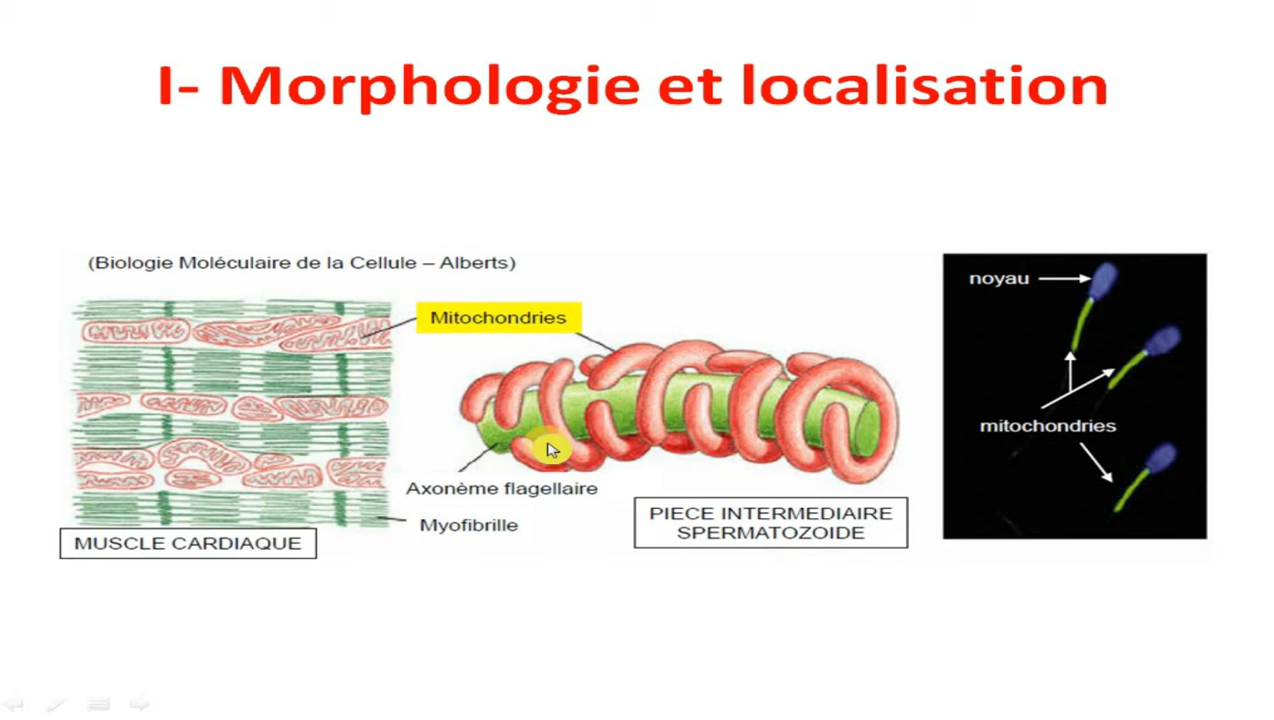 I- Morphologie et localisation
(Biologie Moléculaire de la Cellule – Alberts)
Mitochondries
Axonème flagellaire
Myofibrille
MUSCLE CARDIAQUE
PIECE INTERMEDIAIRE
SPERMATOZOIDE
noyau
mitochondries